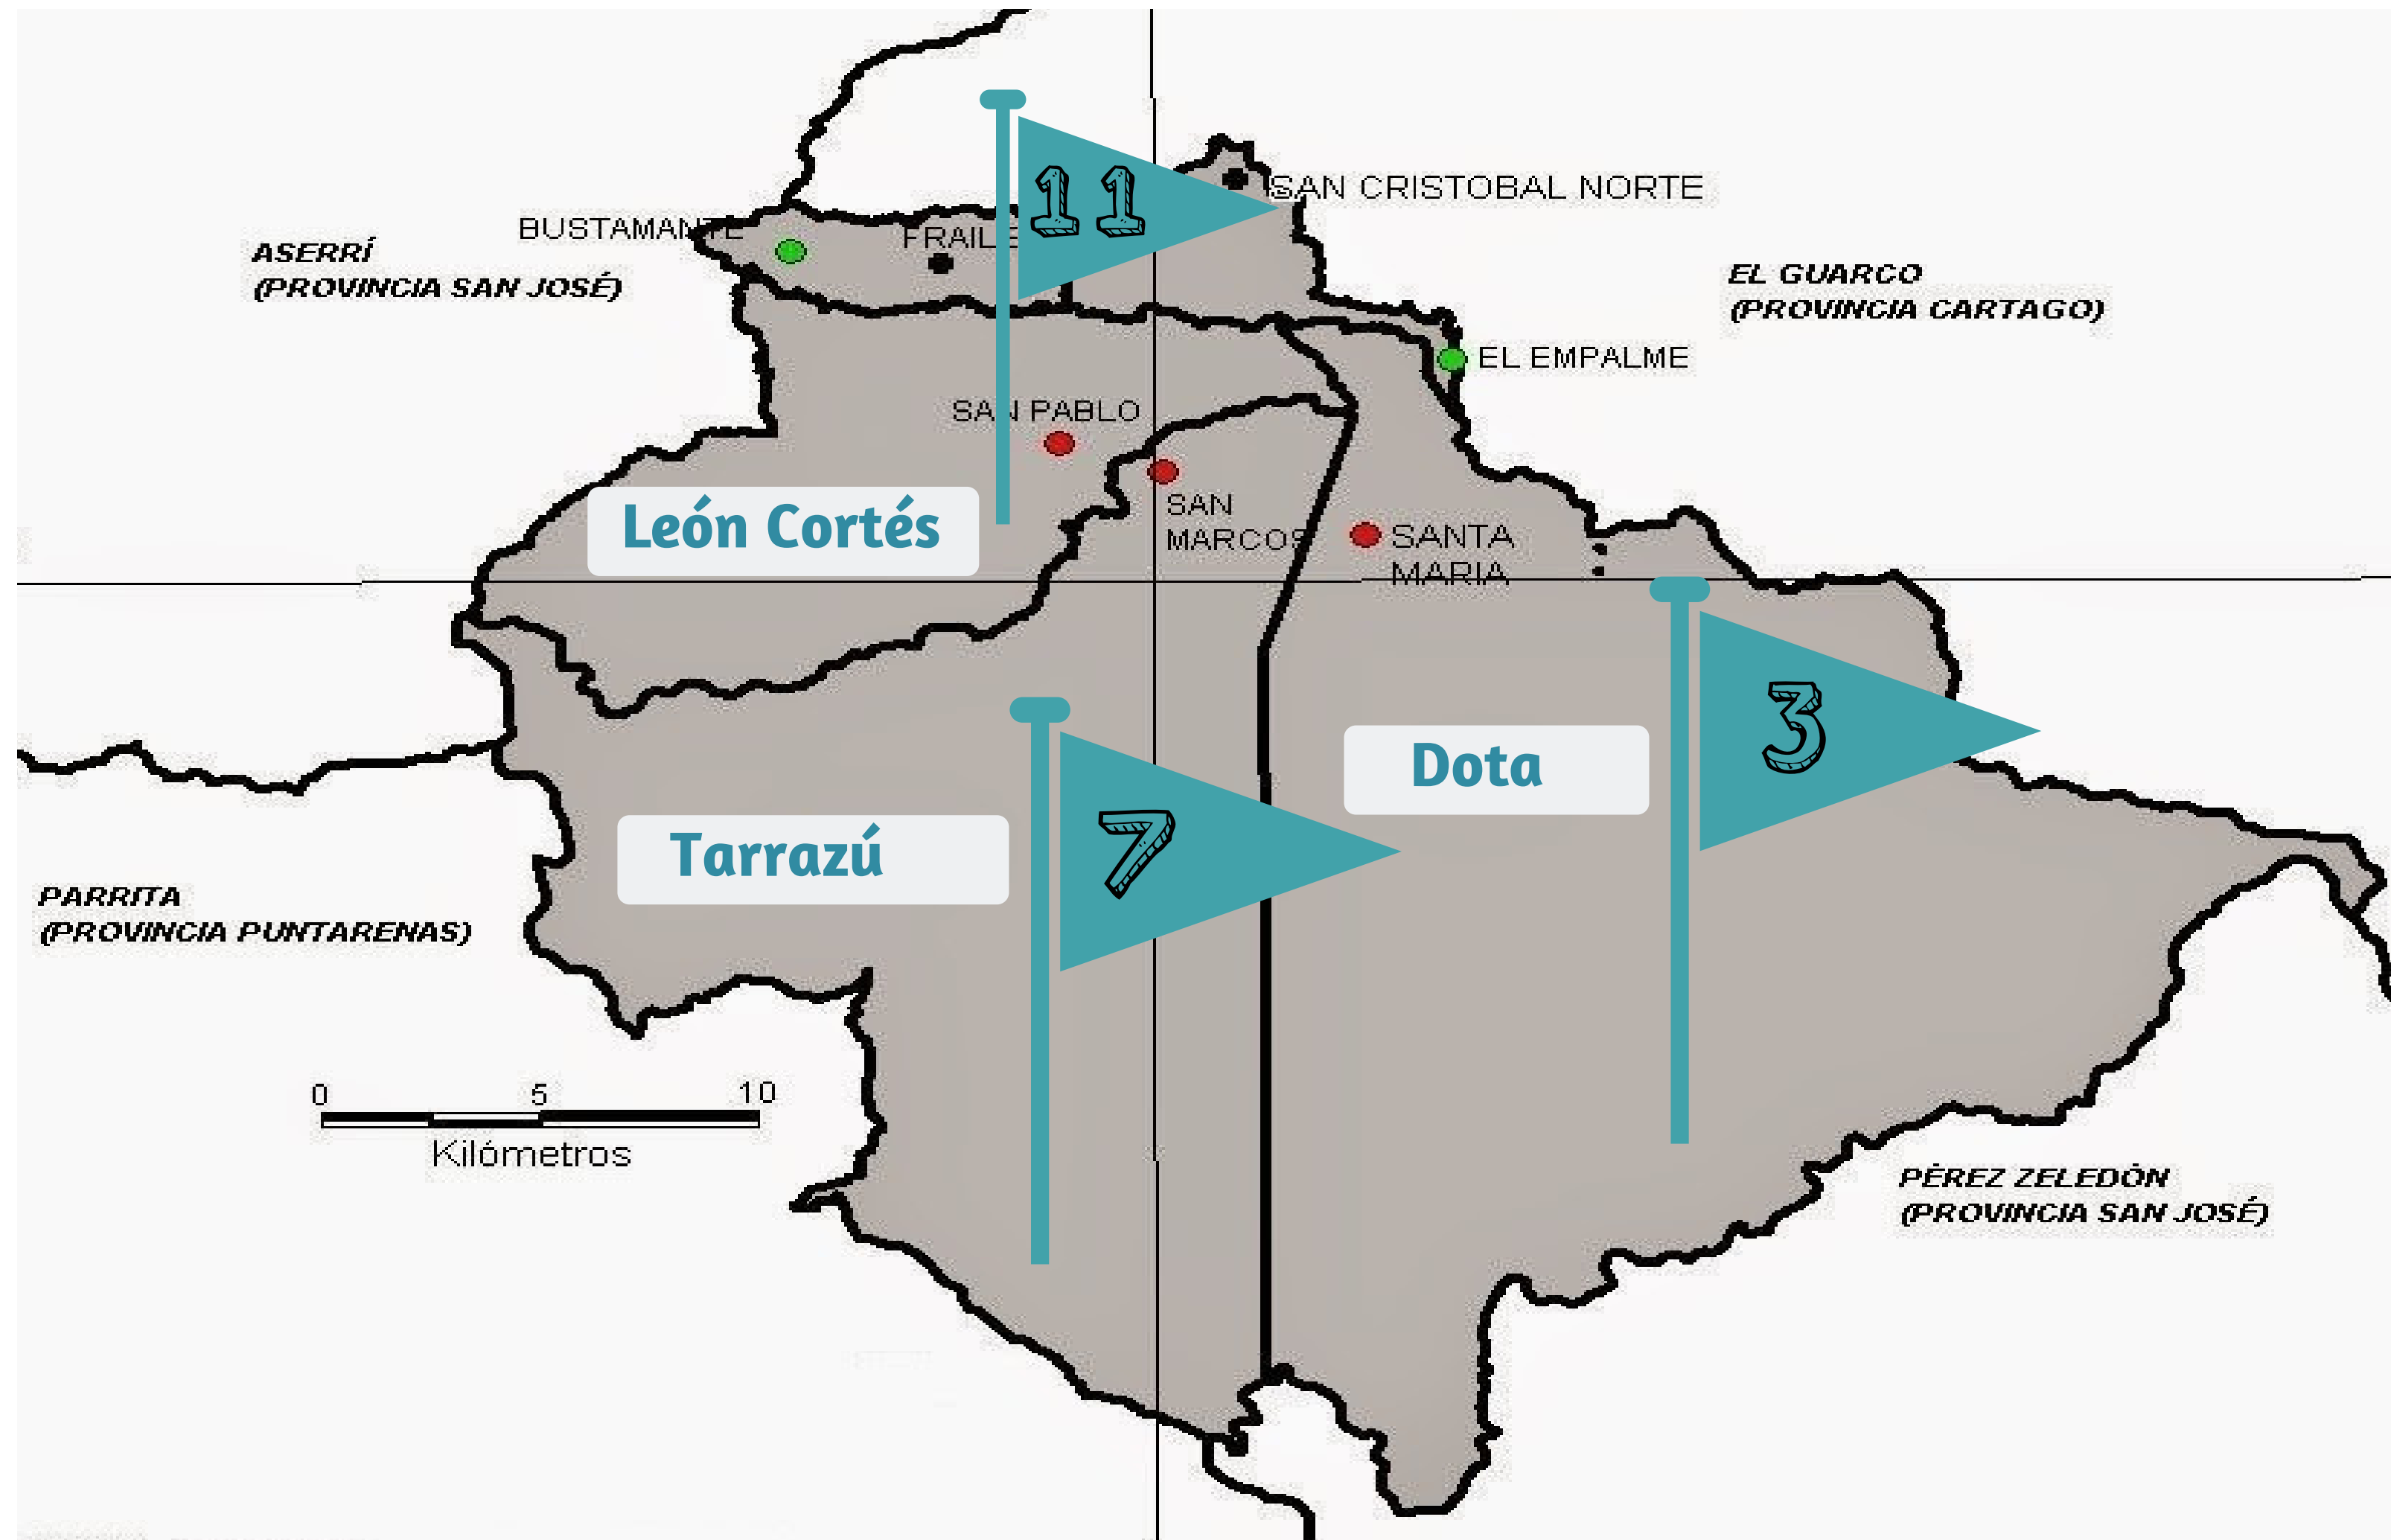 11
SAN CRISTOBAL NORTE
BUSTAMANTE
FRAILE
ASERRÍ
(PROVINCIA SAN JOSÉ)
EL GUARCO
(PROVINCIA CARTAGO)
EL EMPALME
SAN PABLO
SAN
MARCOS
León Cortés
SANTA
MARIA
3
Dota
7
Tarrazú
PARRITA
(PROVINCIA PUNTARENAS)
0 5 10
Kilómetros
PÉREZ ZELEDÓN
(PROVINCIA SAN JOSÉ)